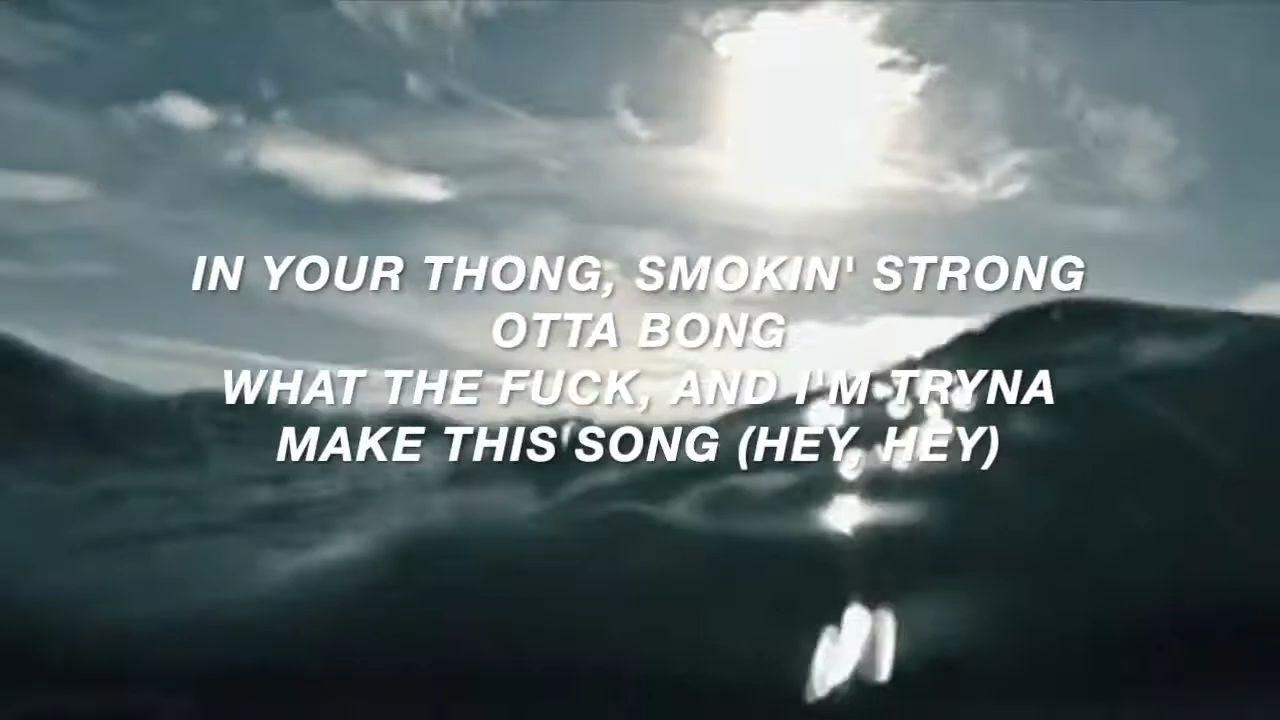 IN YOUR THONG, SMOKIN' STRONG
OTTA BONG
WHAT THE FUCK, AND I'M TRYNA
MAKE THIS SONG (HEY, HEY)